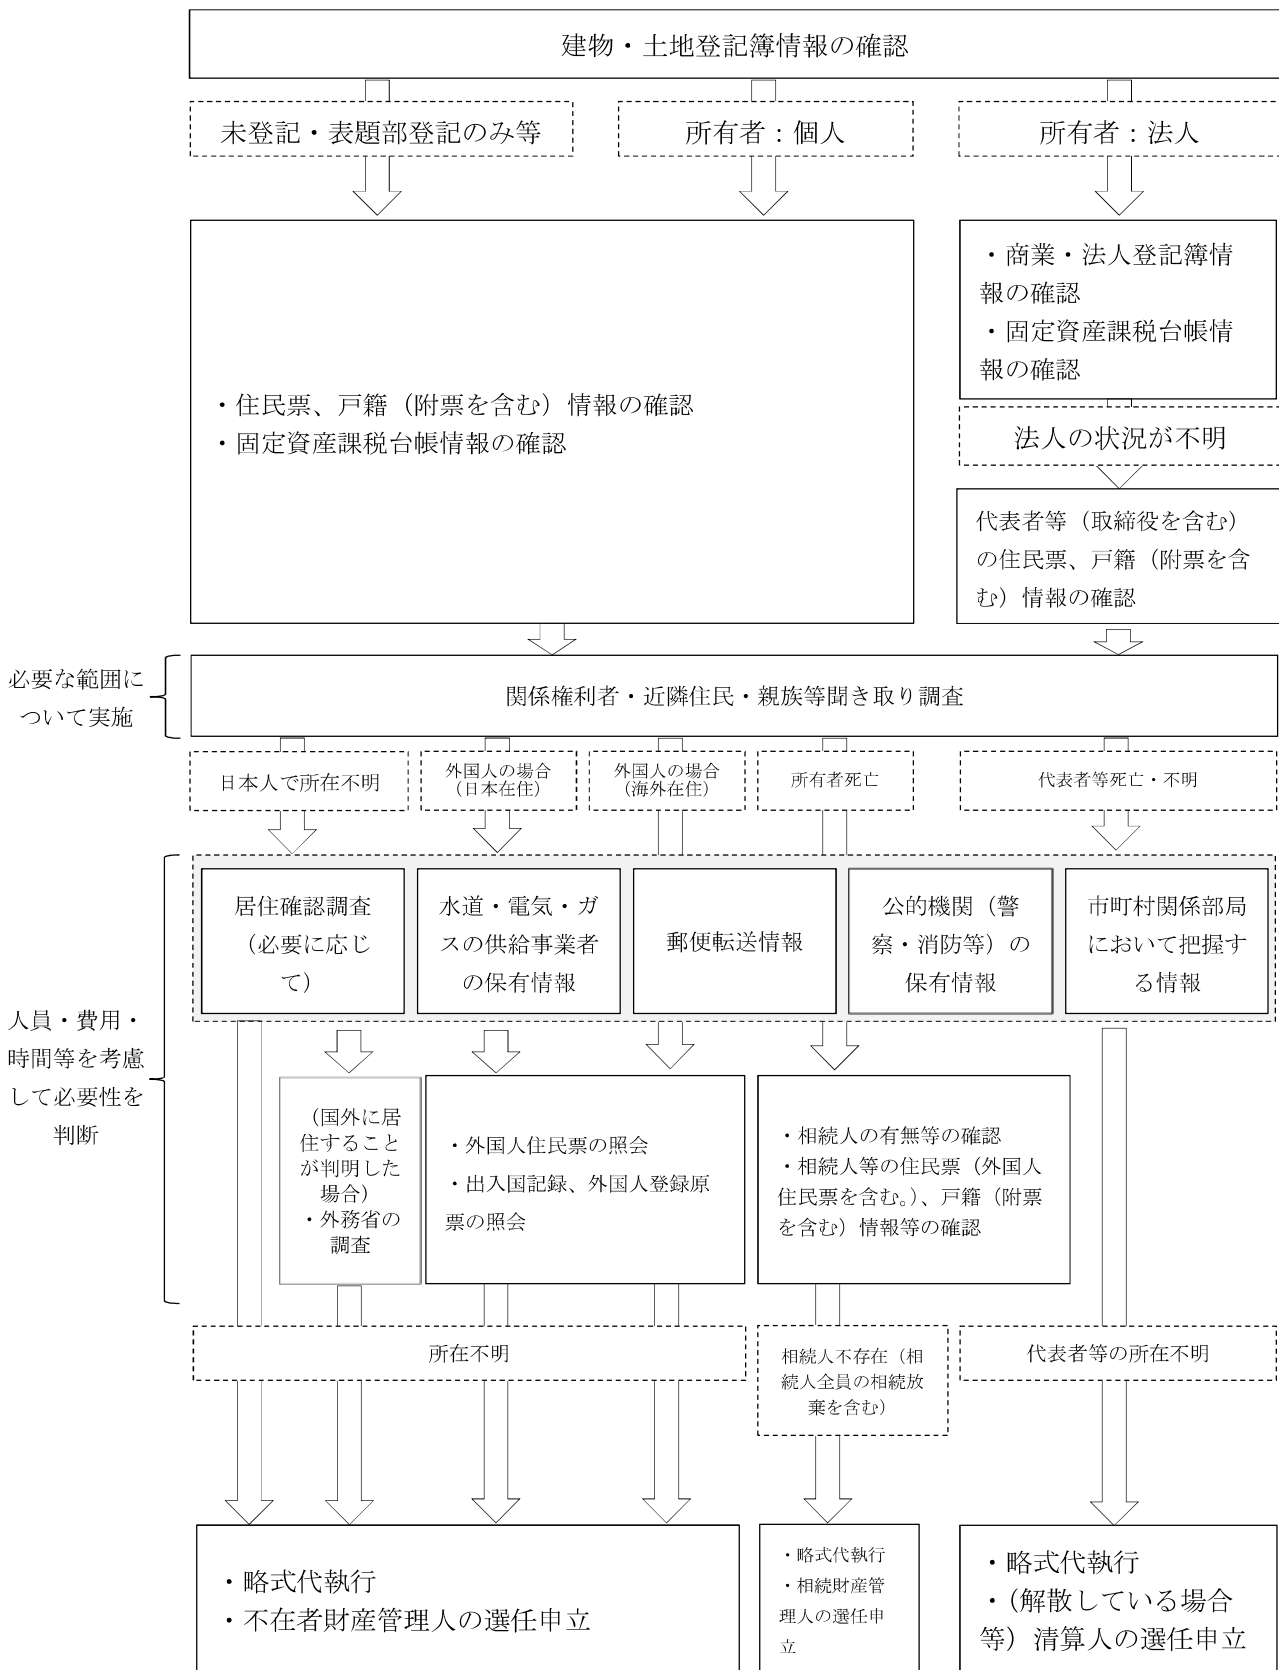 建物・土地登記簿情報の確認
未登記・表題部登記のみ等
所有者：個人
所有者：法人
・住民票、戸籍（附票を含む）情報の確認
・固定資産課税台帳情報の確認
・商業・法人登記簿情
報の確認
・固定資産課税台帳情
報の確認
法人の状況が不明
代表者等（取締役を含む）
の住民票、戸籍（附票を含
む）情報の確認
必要な範囲に
ついて実施
関係権利者・近隣住民・親族等聞き取り調査
日本人で所在不明
外国人の場合
（日本在住）
外国人の場合
（海外在住）
所有者死亡
代表者等死亡・不明
人員・費用・
時間等を考慮
して必要性を
判断
居住確認調査
（必要に応じ
て）
水道・電気・ガ
スの供給事業者
の保有情報
郵便転送情報
公的機関（警
察・消防等）の
保有情報
市町村関係部局
において把握す
る情報
（国外に居
住すること
が判明した
場合）
・外務省の
調査
・外国人住民票の照会
・出入国記録、外国人登録原
票の照会
・相続人の有無等の確認
・相続人等の住民票（外国人
住民票を含む。）、戸籍（附票
を含む）情報等の確認
所在不明
相続人不存在（相
続人全員の相続放
棄を含む）
代表者等の所在不明
・略式代執行
・不在者財産管理人の選任申立
・略式代執行
・相続財産管
理人の選任申
立
・略式代執行
・（解散している場合
等）清算人の選任申立